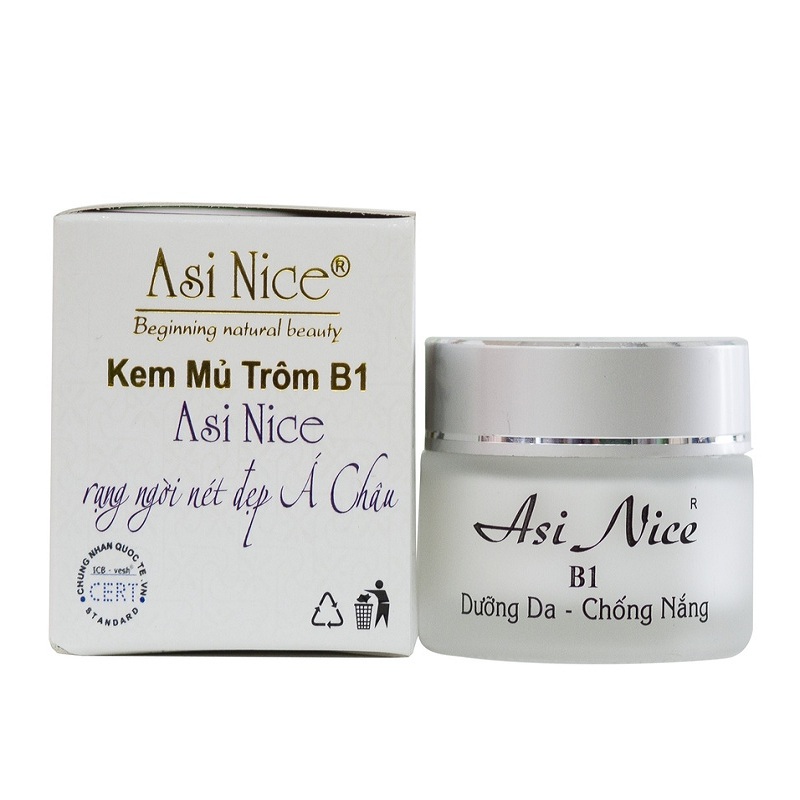 Asi Nice®
Beginning natural beauty
Kem Mủ Trôm B1
Asi Nice
rạng ngời nét đẹp Á Châu
CHUNG NHAN QUOC TE .VN
ICB - vesh®
CERT
STANDARD
Asi Nice R
B1
Dưỡng Da - Chống Nắng